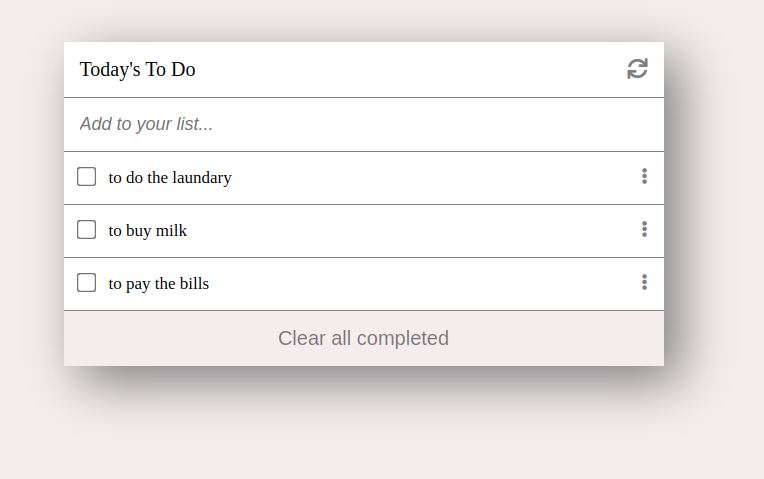 Today's To Do
Add to your list...
to do the laundary
to buy milk
to pay the bills
Clear all completed